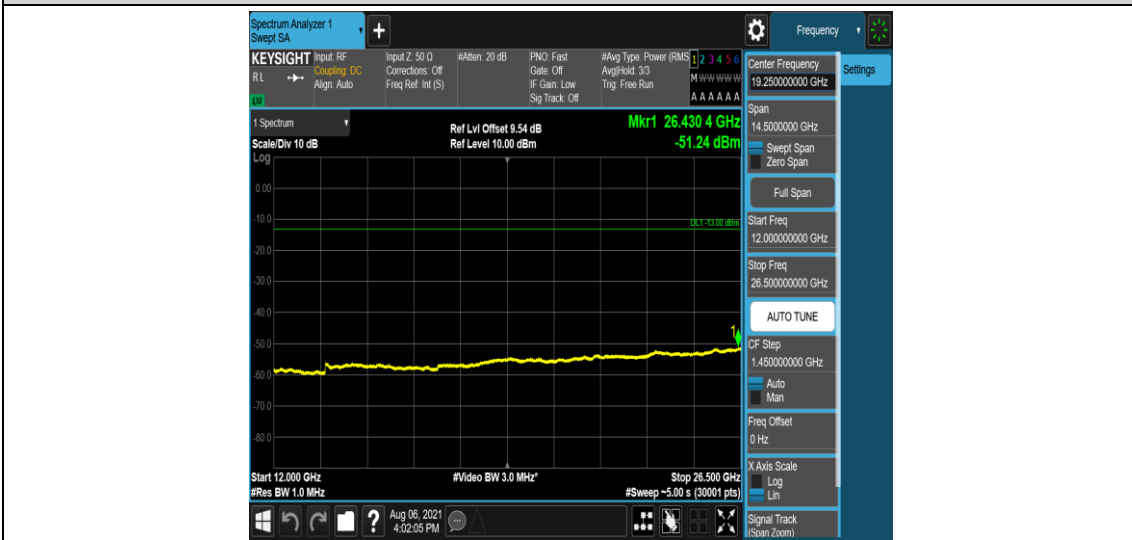 Spectrum Analyzer 1
Swept SA
+
Frequency
KEYSIGHT
RL
LXI
Input: RF
Coupling: DC
Align: Auto
Input Z: 50 Ω
Corrections: Off
Freq Ref: Int (S)
#Atten: 20 dB
PNO: Fast
Gate: Off
IF Gain: Low
Sig Track: Off
#Avg Type: Power (RMS
Avg|Hold: 3/3
Trig: Free Run
1 2 3 4 5 6
M W W W W W
A A A A A A
1 Spectrum
Scale/Div 10 dB
Log
Ref Lvl Offset 9.54 dB
Ref Level 10.00 dBm
Mkr1 26.430 4 GHz
-51.24 dBm
0.00
-10.0
DL1 -13.00 dBm
-20.0
-30.0
-40.0
1
-50.0
-60.0
-70.0
-80.0
Start 12.000 GHz
#Res BW 1.0 MHz
#Video BW 3.0 MHz*
Stop 26.500 GHz
#Sweep ~5.00 s (30001 pts)
Center Frequency
19.250000000 GHz
Settings
Span
14.5000000 GHz
Swept Span
Zero Span
Full Span
Start Freq
12.000000000 GHz
Stop Freq
26.500000000 GHz
AUTO TUNE
CF Step
1.450000000 GHz
Auto
Man
Freq Offset
0 Hz
X Axis Scale
Log
Lin
Signal Track
(Span Zoom)
?
Aug 06, 2021
4:02:05 PM